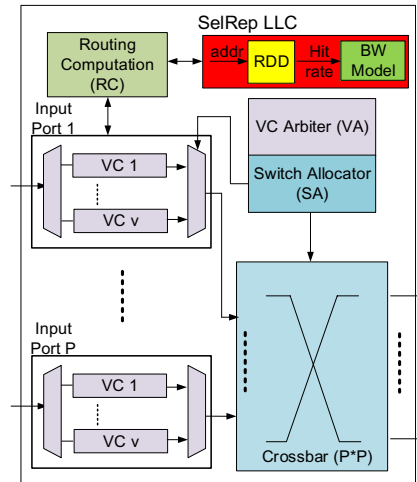 SelRep LLC
Routing
Computation
(RC)
addr
RDD
Hit
rate
BW
Model
Input
Port 1
VC 1
VC v
VC Arbiter (VA)
Switch Allocator
(SA)
Input
Port P
VC 1
VC v
Crossbar (P*P)